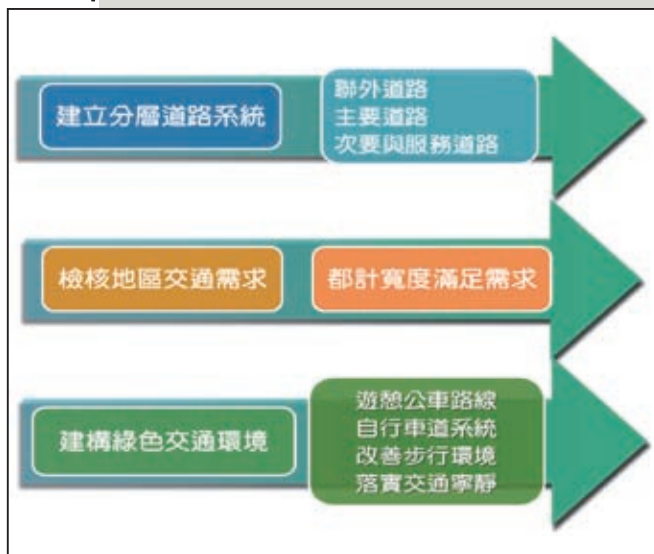 建立分層道路系統
聯外道路
主要道路
次要與服務道路
檢核地區交通需求
都計寬度滿足需求
建構綠色交通環境
遊憩公車路線
自行車道系統
改善步行環境
落實交通寧靜